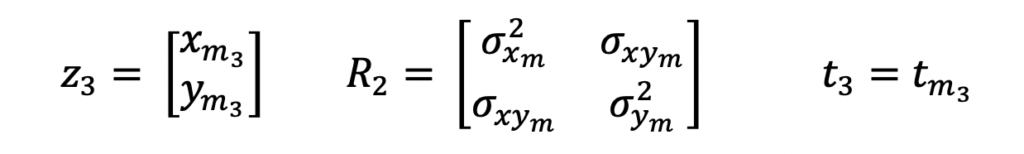 z₃ = [x_{m₃} y_{m₃}] R₂ = [σ²_{x_m} σ_{xy_m} σ_{xy_m} σ²_{y_m}] t₃ = t_{m₃}